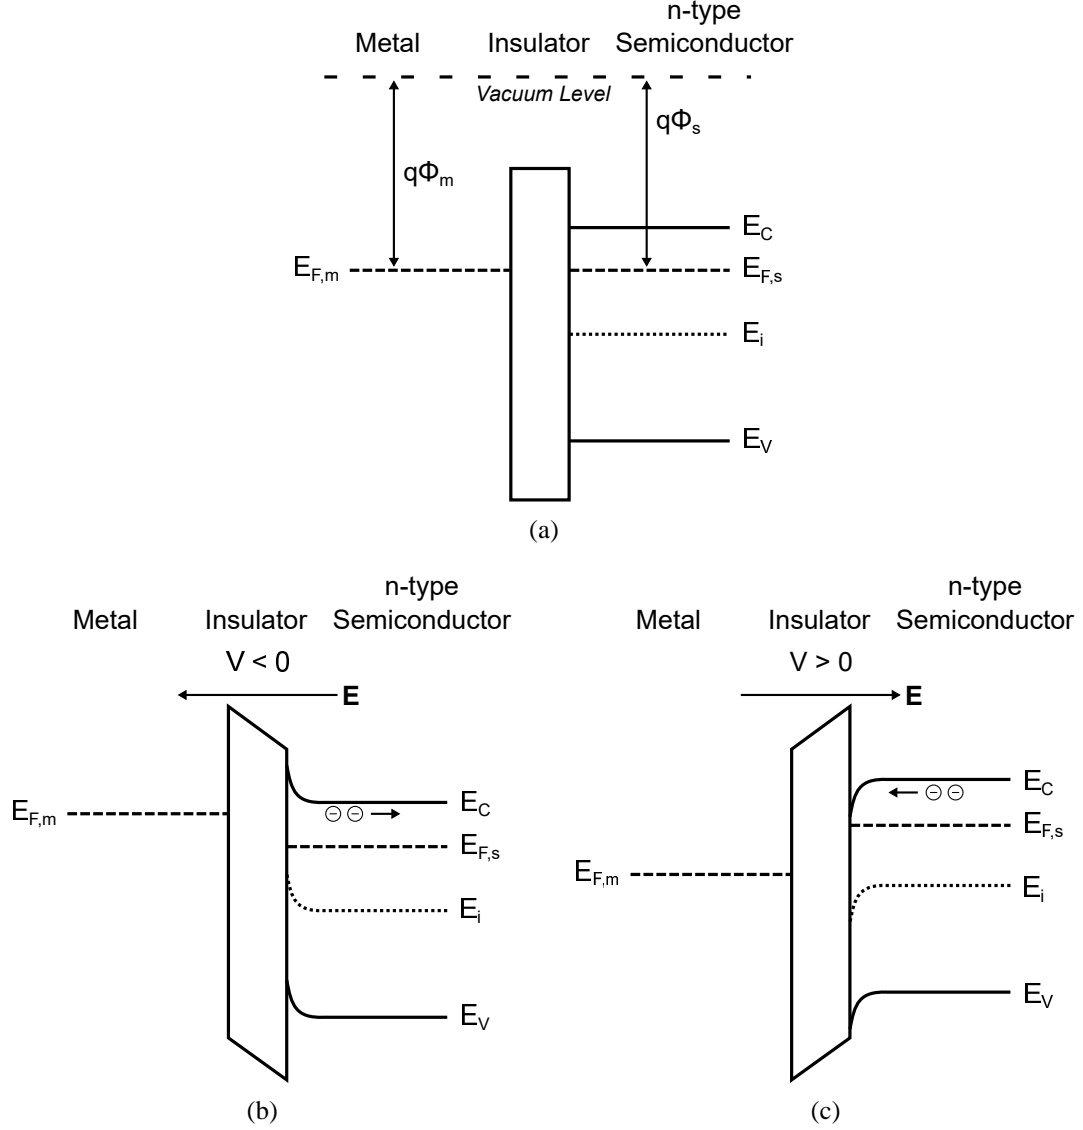 n-type
Metal Insulator Semiconductor
Vacuum Level
qΦs
qΦm
EC
EF,m EF,s
Ei
EV
(a)
n-type n-type
Metal Insulator Semiconductor Metal Insulator Semiconductor
V < 0 V > 0
E E
EF,m EC EC
EF,s EF,s
EF,m
Ei Ei
EV EV
(b) (c)